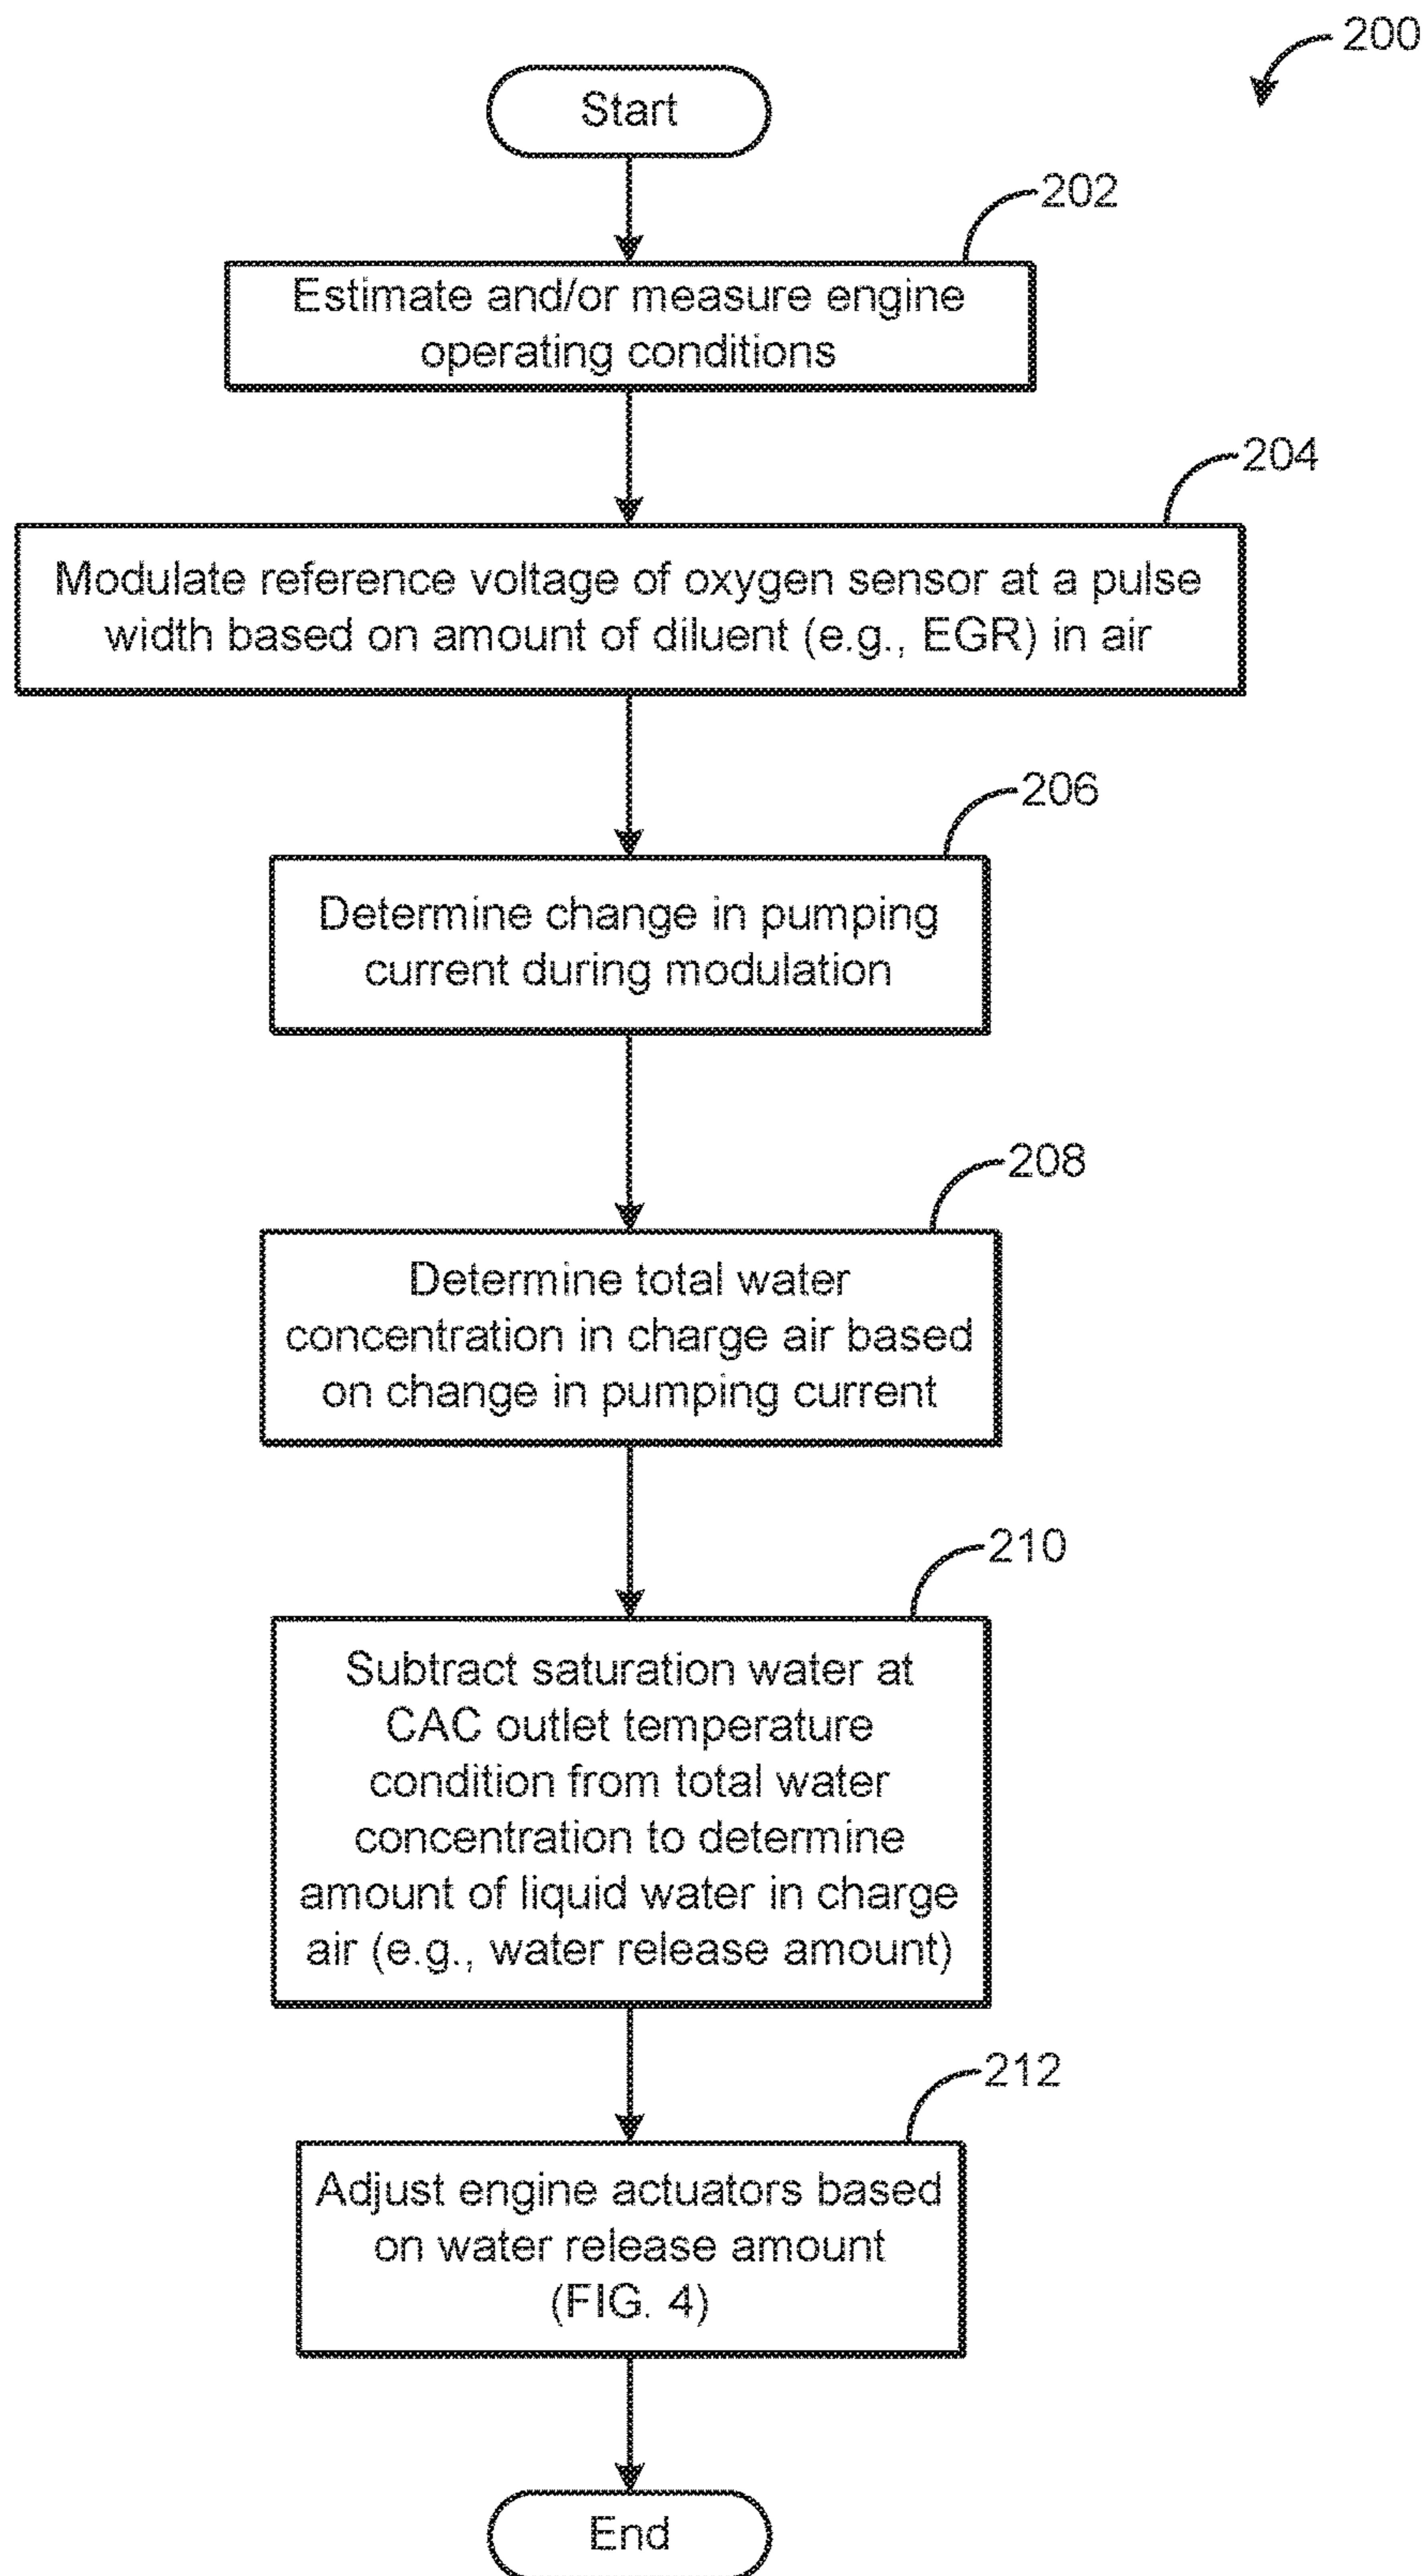 200
Start
202
Estimate and/or measure engine
operating conditions
204
Modulate reference voltage of oxygen sensor at a pulse
width based on amount of diluent (e.g., EGR) in air
206
Determine change in pumping
current during modulation
208
Determine total water
concentration in charge air based
on change in pumping current
210
Subtract saturation water at
CAC outlet temperature
condition from total water
concentration to determine
amount of liquid water in charge
air (e.g., water release amount)
212
Adjust engine actuators based
on water release amount
(FIG. 4)
End